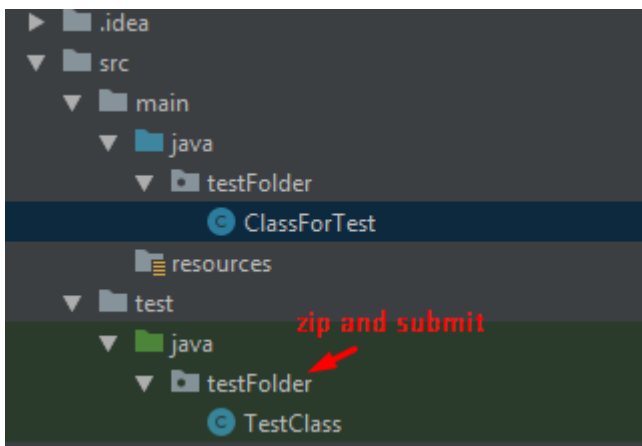 .idea
src
main
java
testFolder
ClassForTest
resources
test
zip and submit
java
testFolder
TestClass